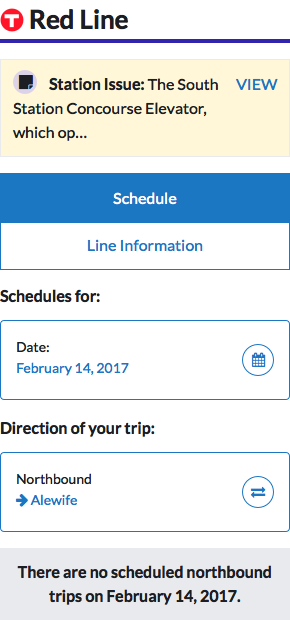 T Red Line
Station Issue: The South VIEW
Station Concourse Elevator,
which op...
Schedule
Line Information
Schedules for:
Date:
February 14, 2017
Direction of your trip:
Northbound
Alewife
There are no scheduled northbound
trips on February 14, 2017.